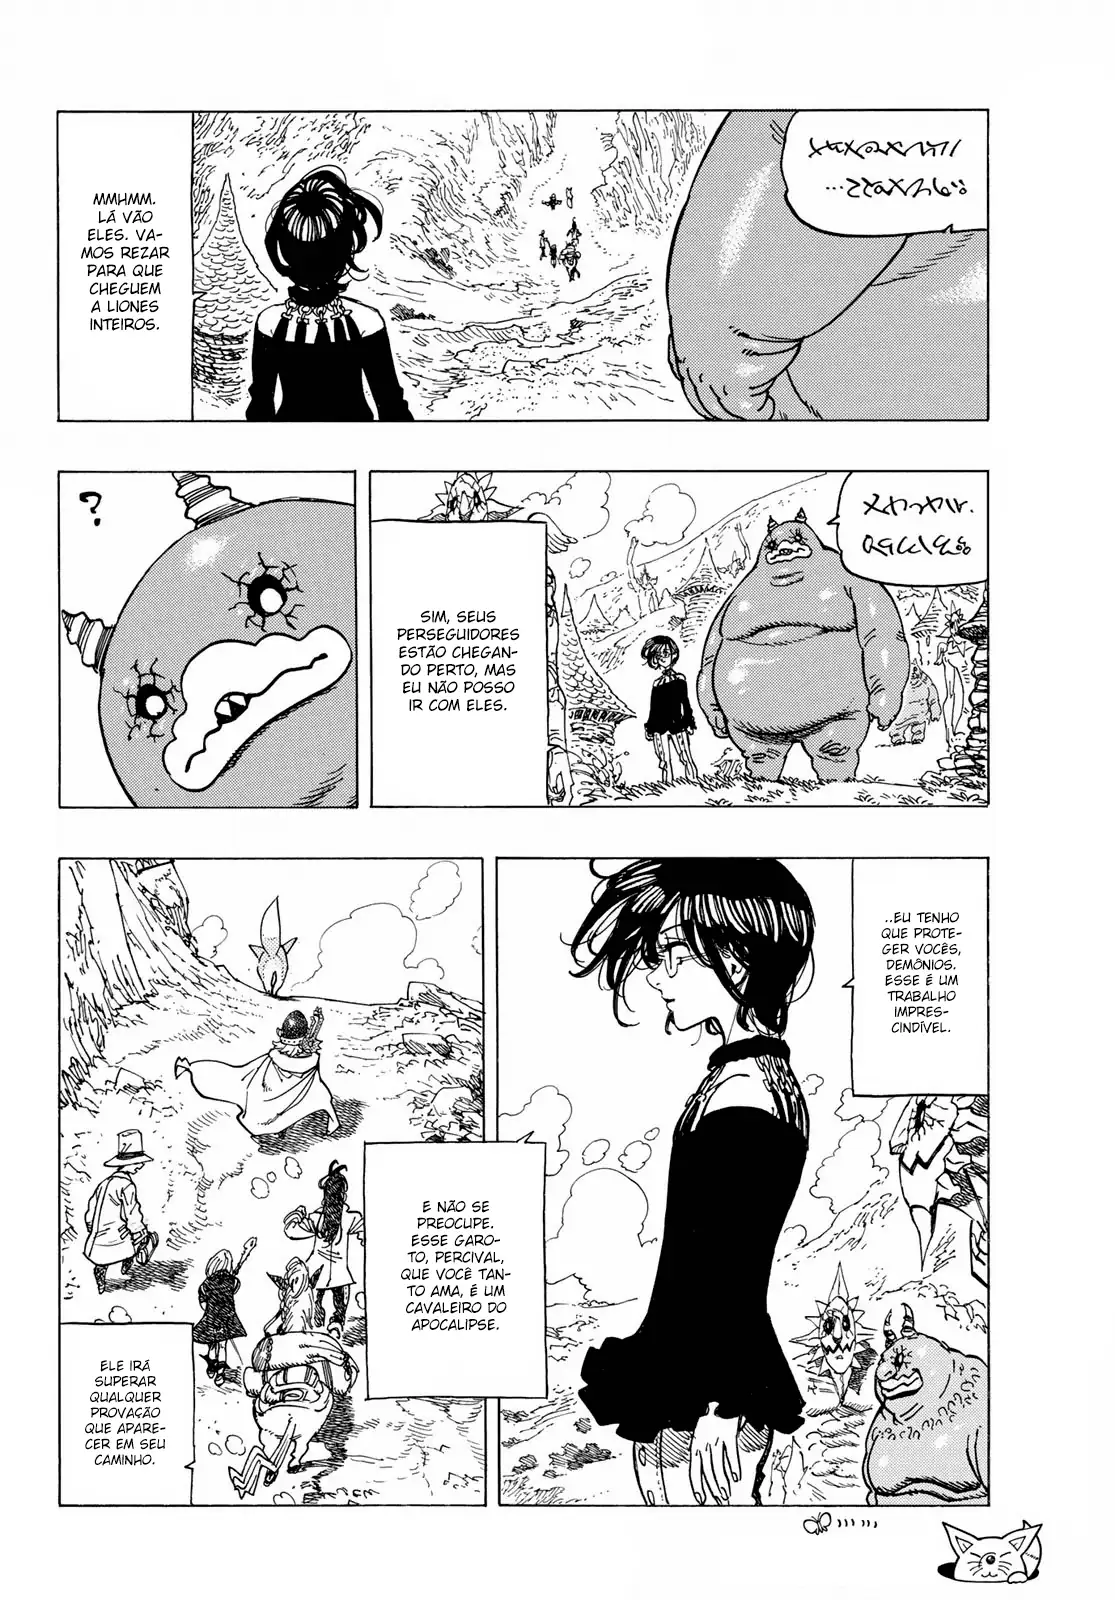 MMHMM.
LÁ VÃO
ELES. VA-
MOS REZAR
PARA QUE
CHEGUEM
A LIONES
INTEIROS.
?
SIM, SEUS
PERSEGUIDORES
ESTÃO CHEGAN-
DO PERTO, MAS
EU NÃO POSSO
IR COM ELES.
..EU TENHO
QUE PROTE-
GER VOCÊS,
DEMÔNIOS.
ESSE É UM
TRABALHO
IMPRES-
CINDÍVEL.
E NÃO SE
PREOCUPE.
ESSE GARO-
TO, PERCIVAL,
QUE VOCÊ TAN-
TO AMA, É UM
CAVALEIRO DO
APOCALIPSE.
ELE IRÁ
SUPERAR
QUALQUER
PROVAÇÃO
QUE APARE-
CER EM SEU
CAMINHO.